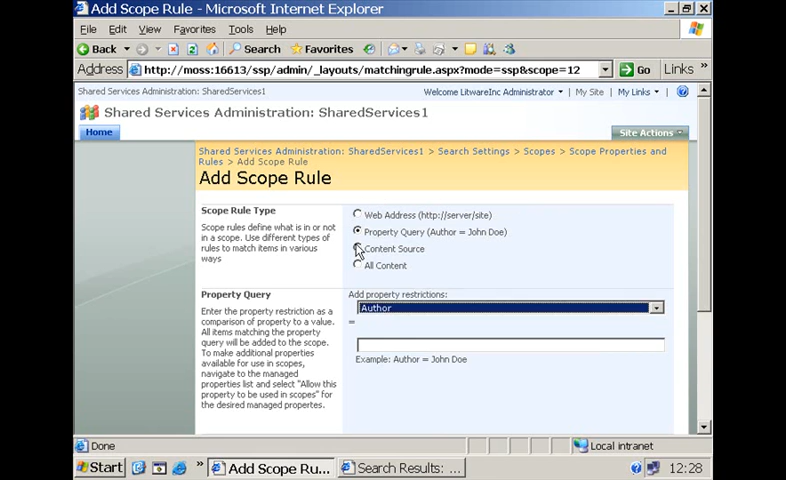 Add Scope Rule - Microsoft Internet Explorer
File Edit View Favorites Tools Help
Back Search Favorites
Address http://moss:16613/ssp/admin/_layouts/matchingrule.aspx?mode=ssp&scope=12 Go Links »
Shared Services Administration: SharedServices1 Welcome LitwareInc Administrator My Site My Links
Shared Services Administration: SharedServices1
Home Site Actions
Shared Services Administration: SharedServices1 > Search Settings > Scopes > Scope Properties and
Rules > Add Scope Rule
Add Scope Rule
Scope Rule Type
Scope rules define what is in or not
in a scope. Use different types of
rules to match items in various
ways
Web Address (http://server/site)
Property Query (Author = John Doe)
Content Source
All Content
Property Query
Enter the property restriction as a
comparison of property to a value.
All items matching the property
query will be added to the scope.
To make additional properties
available for use in scopes,
navigate to the managed
properties list and select "Allow this
property to be used in scopes" for
the desired managed propertes.
Add property restrictions:
Author
=
Example: Author = John Doe
Done Local intranet
Start » Add Scope Ru... Search Results: ... 12:28